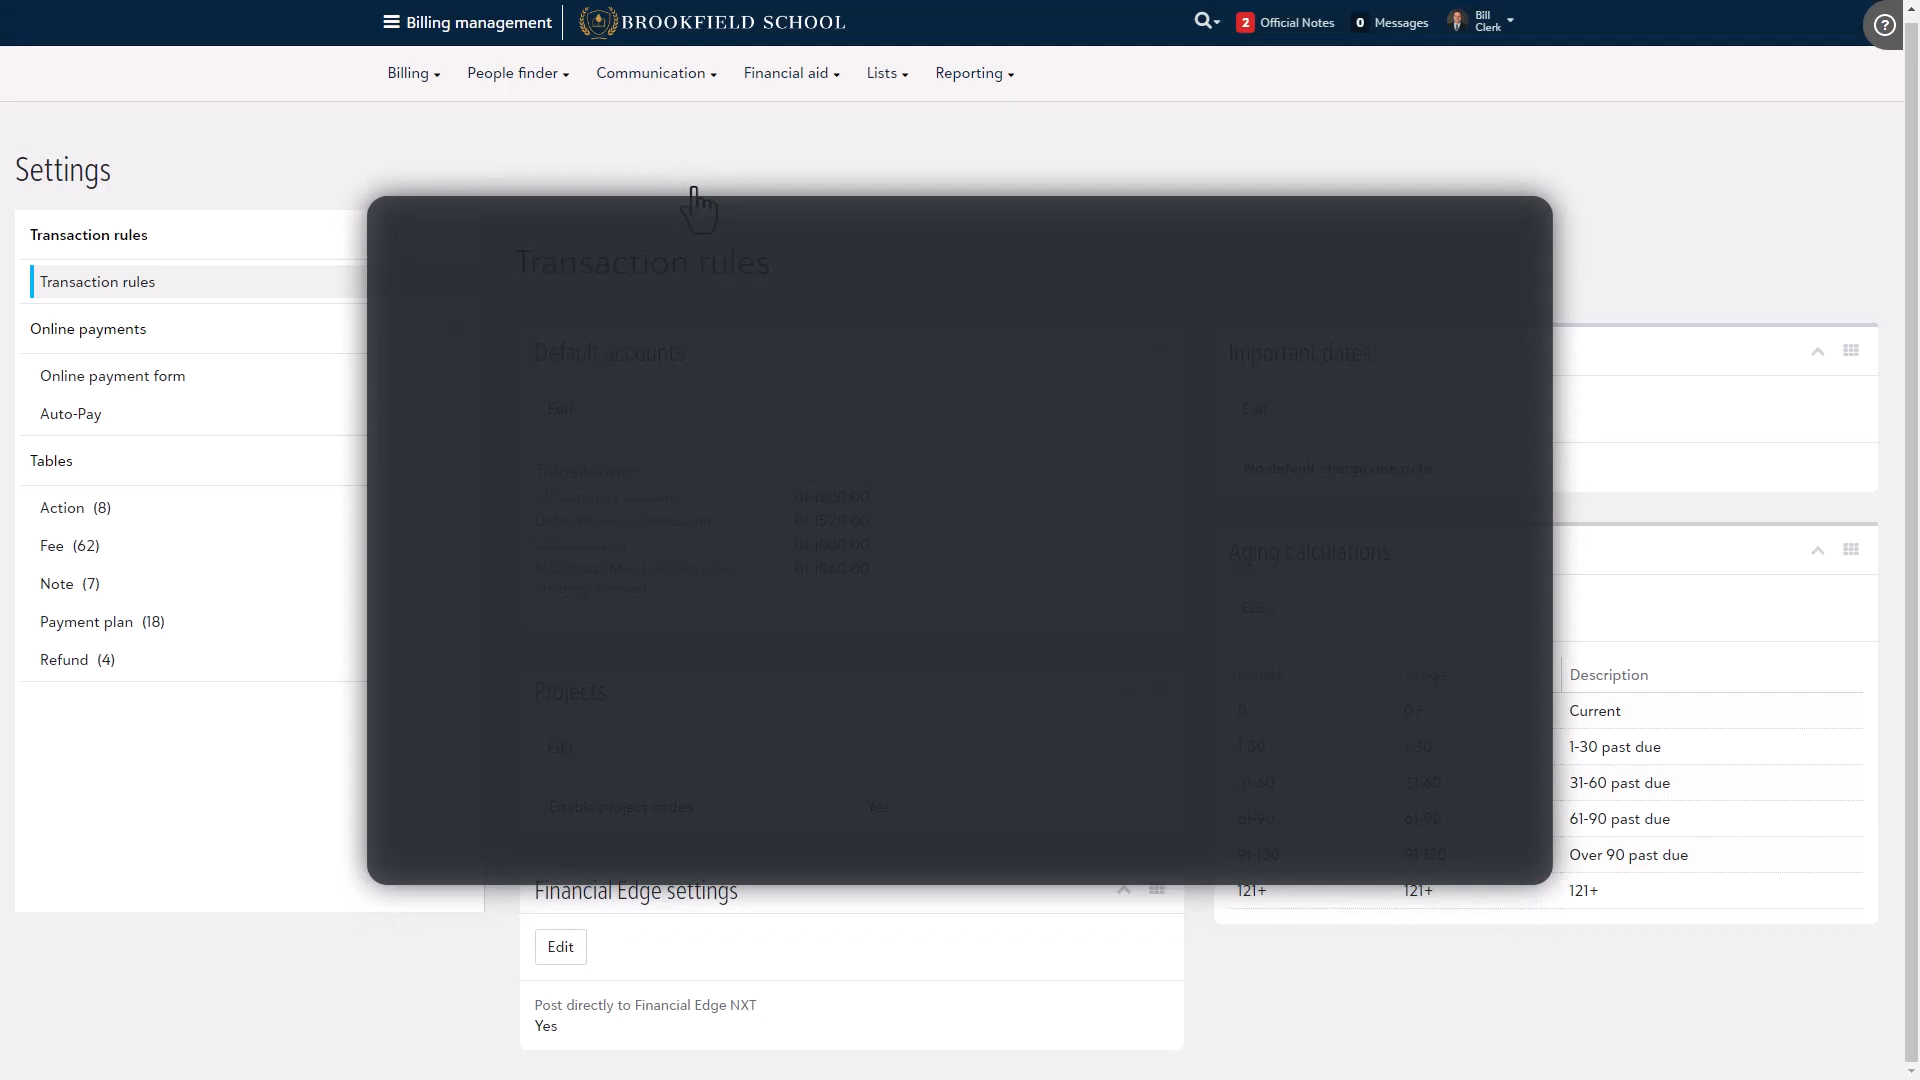 Billing management
BROOKFIELD SCHOOL
2 Official Notes
0 Messages
Bill
Clerk
?
Billing
People finder
Communication
Financial aid
Lists
Reporting
Settings
Transaction rules
Transaction rules
Online payments
Online payment form
Auto-Pay
Tables
Action (8)
Fee (62)
Note (7)
Payment plan (18)
Refund (4)
Transaction rules
Default accounts
Edit
Transactions
01-1200-00
01-1520-00
01-1000-00
01-1060-00
clearing account
Projects
Edit
Enable project codes Yes
Financial Edge settings
Edit
Post directly to Financial Edge NXT
Yes
Important dates
Edit
No default charge due date
Aging calculations
Edit
Period Range Description
0 0 + Current
1-30 1-30 1-30 past due
31-60 31-60 31-60 past due
61-90 61-90 61-90 past due
91-120 91-120 Over 90 past due
121+ 121+ 121+